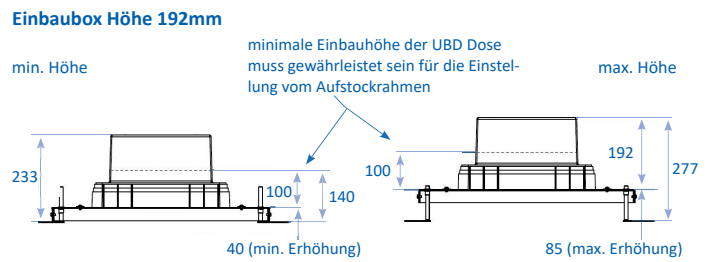 Einbaubox Höhe 192mm
minimale Einbauhöhe der UBD Dose
muss gewährleistet sein für die Einstel-
lung vom Aufstockrahmen
min. Höhe
max. Höhe
233
100
140
40 (min. Erhöhung)
100
192
277
85 (max. Erhöhung)